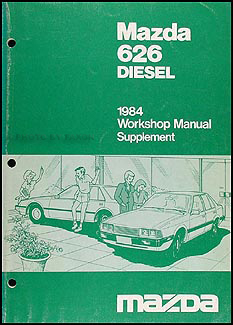 Mazda
626
DIESEL
1984
Workshop Manual
Supplement
mazda